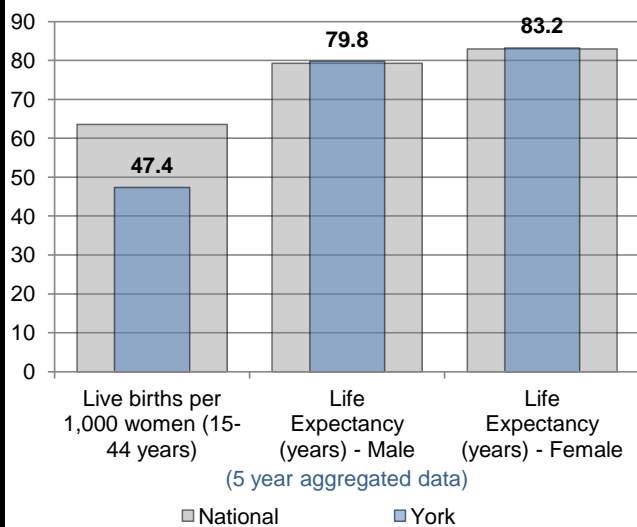 90
80
70
60
50
40
30
20
10
0
47.4
79.8
83.2
Live births per
1,000 women (15-
44 years)
Life
Expectancy
(years) - Male
Life
Expectancy
(years) - Female
(5 year aggregated data)
National York